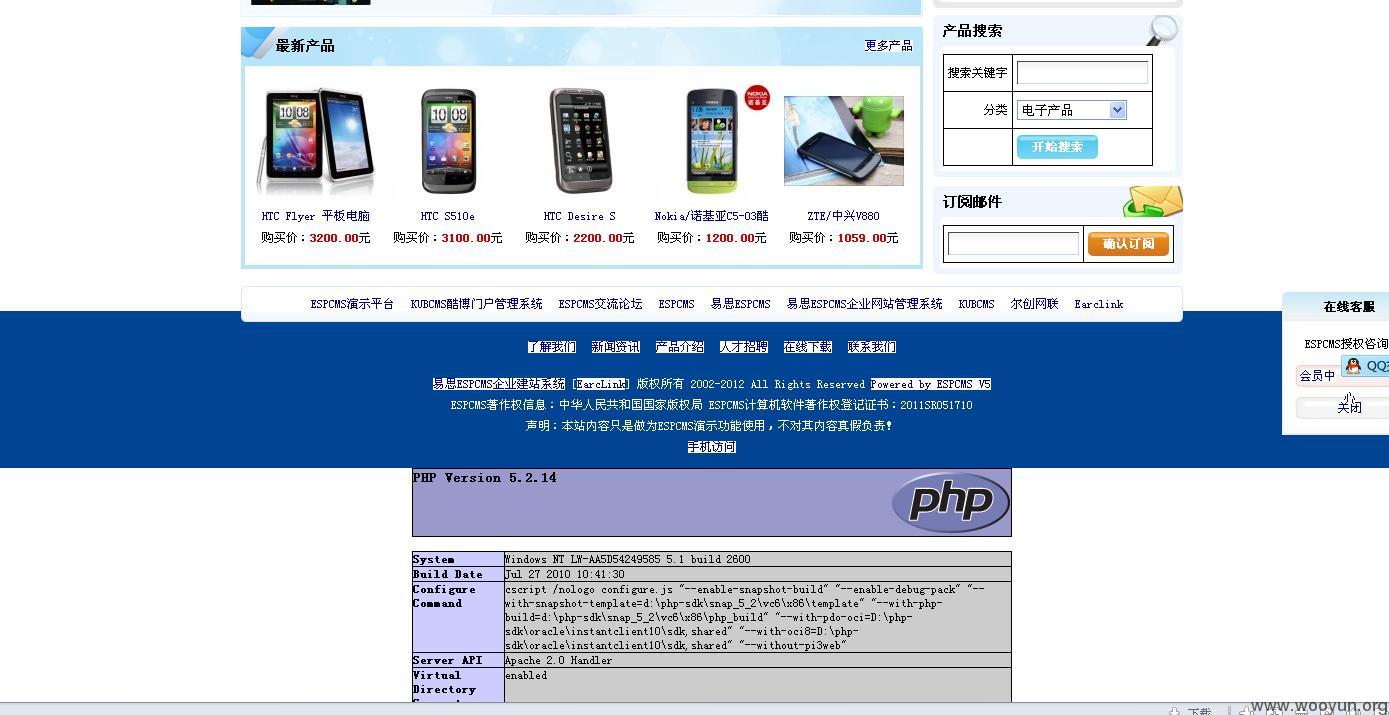 最新产品
更多产品
HTC Flyer 平板电脑
购买价：3200.00元
HTC S510e
购买价：3100.00元
HTC Desire S
购买价：2200.00元
NOKIA
诺基亚
Nokia/诺基亚C5-03酷
购买价：1200.00元
ZTE/中兴V880
购买价：1059.00元
产品搜索
搜索关键字
分类 电子产品
开始搜索
订阅邮件
确认订阅
ESPCMS演示平台 KUBCMS酷博门户管理系统 ESPCMS交流论坛 ESPCMS 易思ESPCMS 易思ESPCMS企业网站管理系统 KUBCMS 尔创网联 Earclink
在线客服
ESPCMS授权咨询
会员中
QQ
关闭
了解我们 新闻资讯 产品介绍 人才招聘 在线下载 联系我们
易思ESPCMS企业建站系统 [EarcLink] 版权所有 2002-2012 All Rights Reserved Powered by ESPCMS V5
ESPCMS著作权信息：中华人民共和国国家版权局 ESPCMS计算机软件著作权登记证书：2011SR051710
声明：本站内容只是做为ESPCMS演示功能使用，不对其内容真假负责！
手机访问
PHP Version 5.2.14
php
System Windows NT LW-AA5D54249585 5.1 build 2600
Build Date Jul 27 2010 10:41:30
Configure Command cscript /nologo configure.js "--enable-snapshot-build" "--enable-debug-pack" "--
with-snapshot-template=d:\php-sdk\snap_5_2\vc6\x86\template" "--with-php-
build=d:\php-sdk\snap_5_2\vc6\x86\php_build" "--with-pdo-oci=D:\php-
sdk\oracle\instantclient10\sdk,shared" "--with-oci8=D:\php-
sdk\oracle\instantclient10\sdk,shared" "--without-pi3web"
Server API Apache 2.0 Handler
Virtual Directory enabled
下载
www.wooyun.org